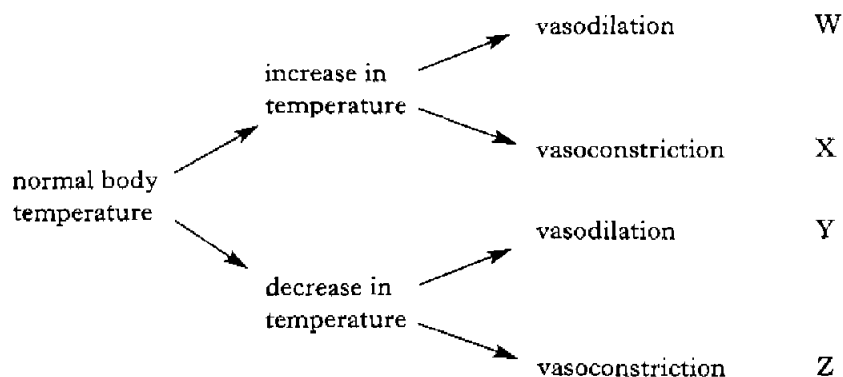 vasodilation W
increase in
temperature
vasoconstriction X
normal body
temperature
vasodilation Y
decrease in
temperature
vasoconstriction Z